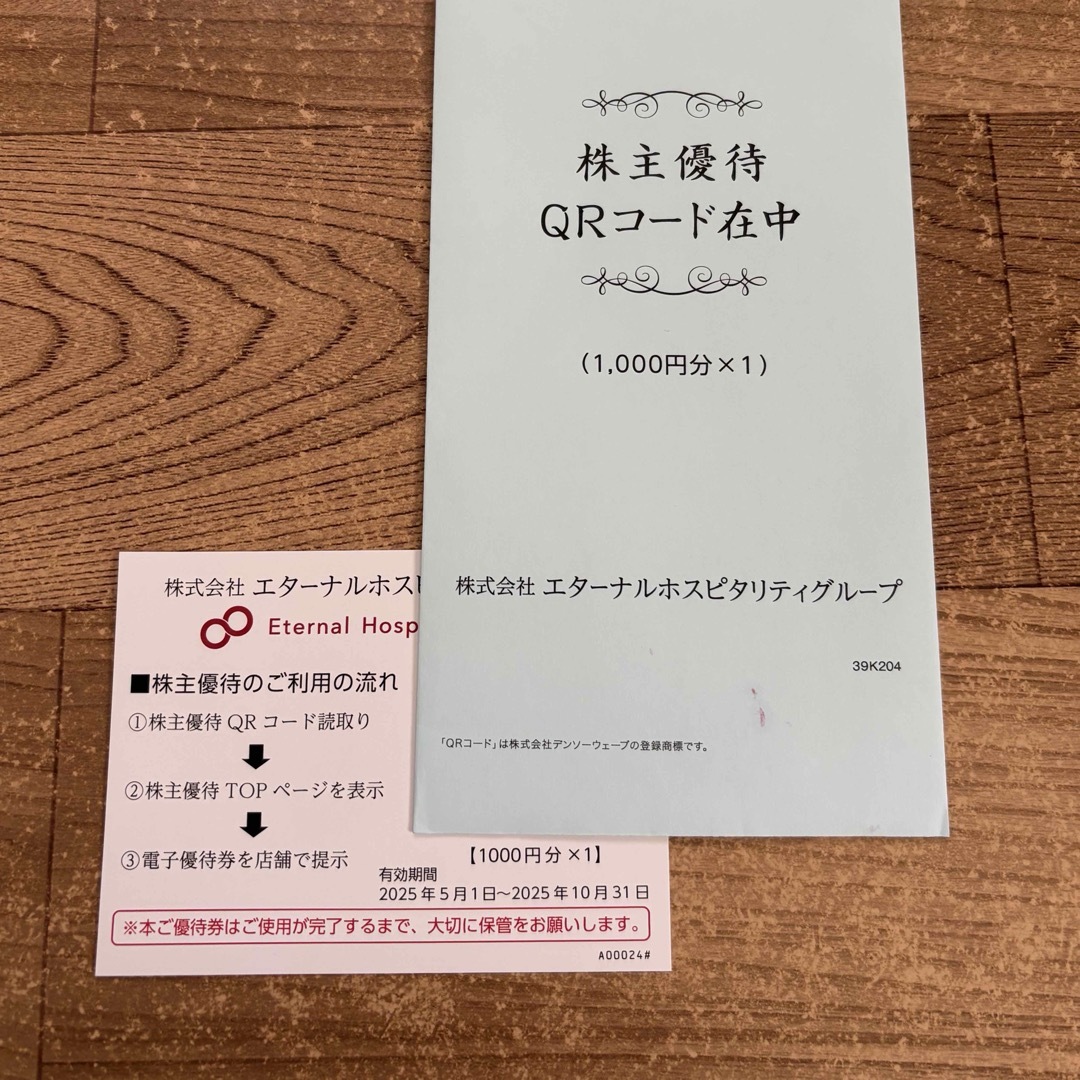 株主優待
QRコード在中
(1,000円分×1)
株式会社 エターナルホスピタリティグループ
39K204
「QRコード」は株式会社デンソーウェーブの登録商標です。
株式会社 エターナルホス
Eternal Hosp
■株主優待のご利用の流れ
①株主優待QRコード読取り
②株主優待TOPページを表示
③電子優待券を店舗で提示
【1000円分×1】
有効期間
2025年5月1日～2025年10月31日
※本ご優待券はご使用が完了するまで、大切に保管をお願いします。
A00024#